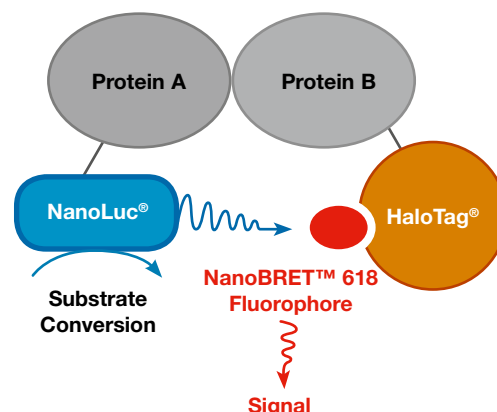 Protein A
Protein B
NanoLuc®
HaloTag®
NanoBRET™ 618
Fluorophore
Substrate
Conversion
Signal